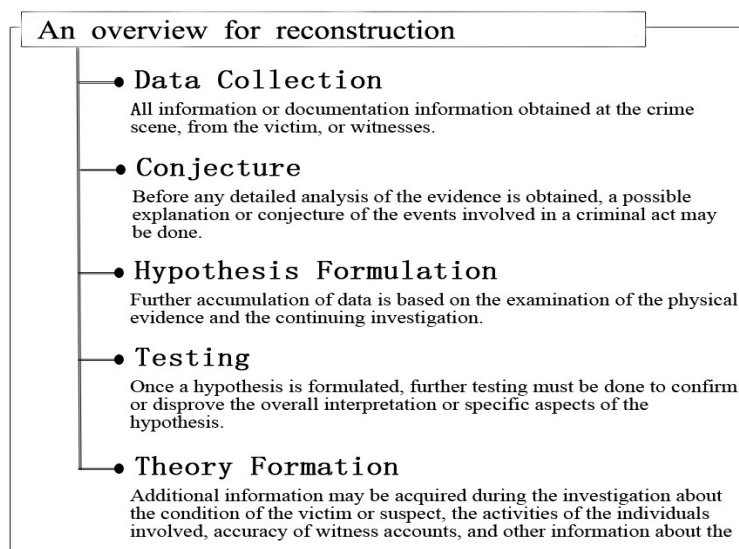 An overview for reconstruction
Data Collection
All information or documentation information obtained at the crime
scene, from the victim, or witnesses.
Conjecture
Before any detailed analysis of the evidence is obtained, a possible
explanation or conjecture of the events involved in a criminal act may
be done.
Hypothesis Formulation
Further accumulation of data is based on the examination of the physical
evidence and the continuing investigation.
Testing
Once a hypothesis is formulated, further testing must be done to confirm
or disprove the overall interpretation or specific aspects of the
hypothesis.
Theory Formation
Additional information may be acquired during the investigation about
the condition of the victim or suspect, the activities of the individuals
involved, accuracy of witness accounts, and other information about the